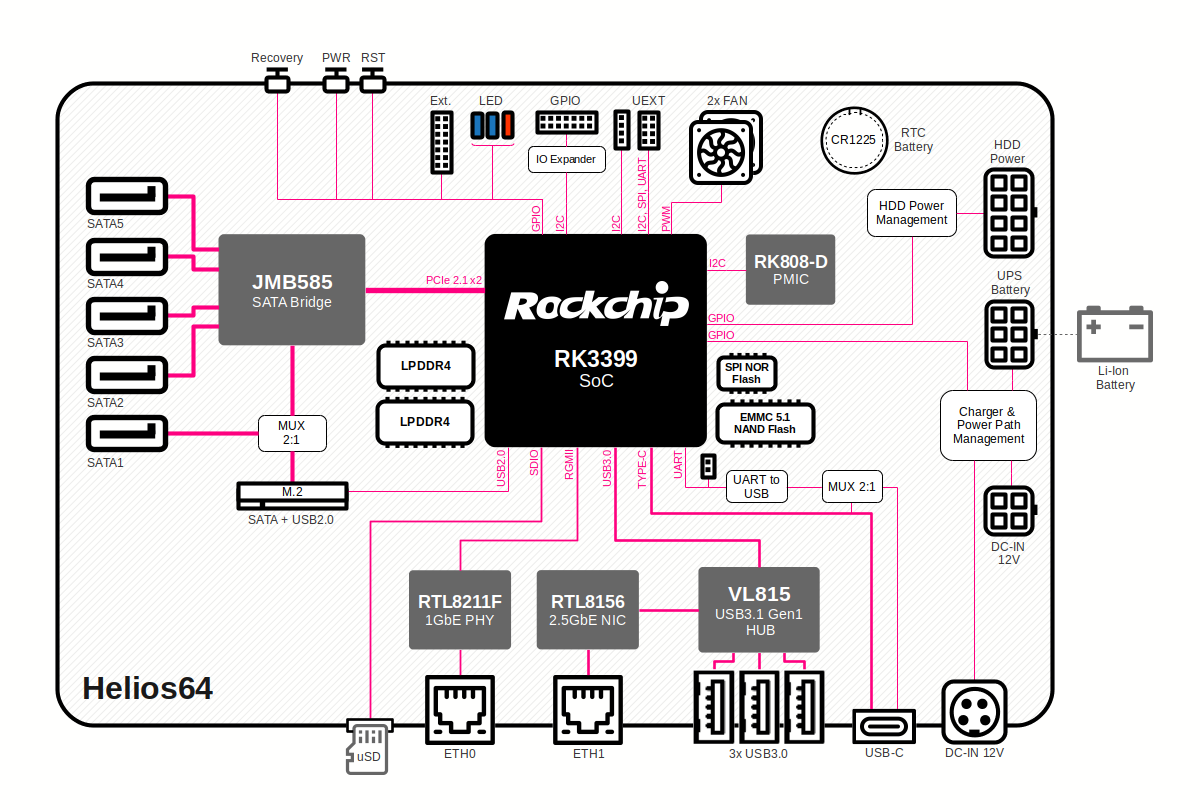 Recovery
PWR
RST
Ext.
LED
GPIO
UEXT
2x FAN
IO Expander
CR1225
RTC
Battery
HDD
Power
HDD Power
Management
SATA5
SATA4
SATA3
SATA2
SATA1
JMB585
SATA Bridge
PCIe 2.1 x2
GPIO
I2C
I2C
I2C, SPI, UART
PWM
Rockchip
RK3399
SoC
I2C
RK808-D
PMIC
GPIO
GPIO
UPS
Battery
Li-Ion
Battery
LPDDR4
LPDDR4
SPI NOR
Flash
EMMC 5.1
NAND Flash
Charger &
Power Path
Management
MUX
2:1
M.2
SATA + USB2.0
USB2.0
SDIO
RGMII
USB3.0
TYPE-C
UART
UART to
USB
MUX 2:1
DC-IN
12V
RTL8211F
1GbE PHY
RTL8156
2.5GbE NIC
VL815
USB3.1 Gen1
HUB
Helios64
uSD
ETH0
ETH1
3x USB3.0
USB-C
DC-IN 12V